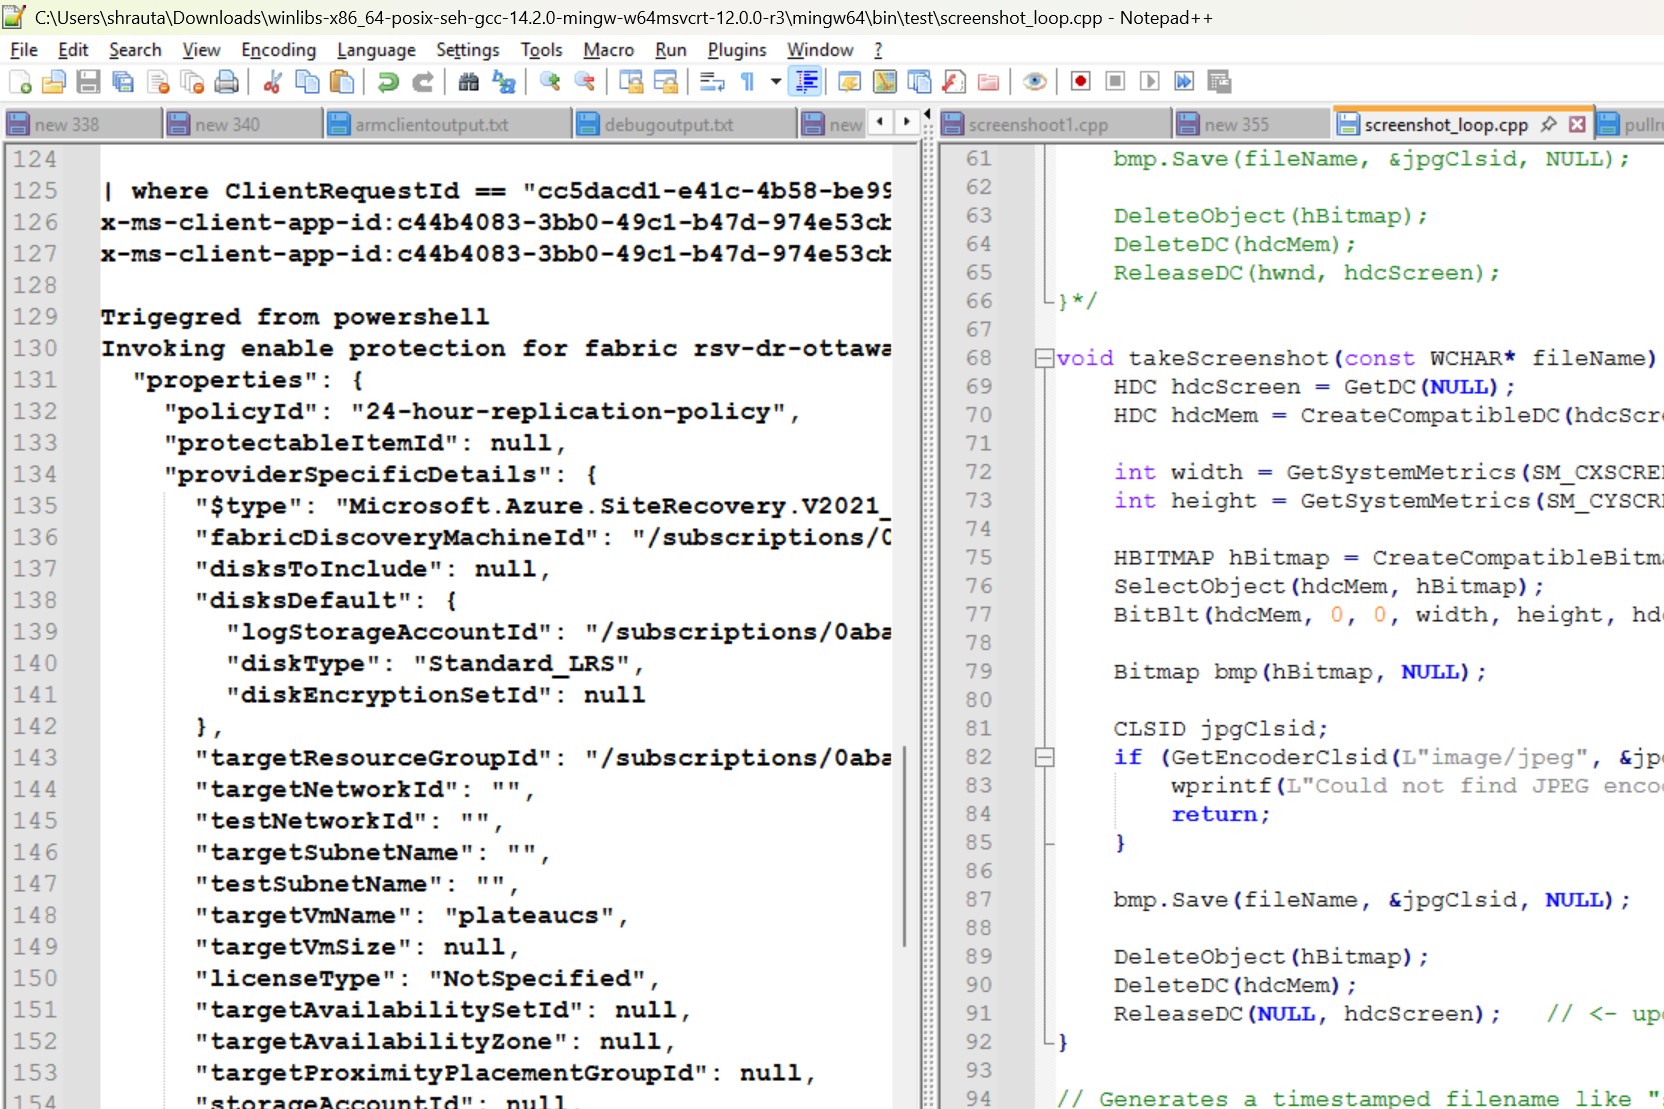 C:\Users\shrauta\Downloads\winlibs-x86_64-posix-seh-gcc-14.2.0-mingw-w64msvcrt-12.0.0-r3\mingw64\bin\test\screenshot_loop.cpp - Notepad++
File Edit Search View Encoding Language Settings Tools Macro Run Plugins Window ?
new 338 new 340 armclientoutput.txt debugoutput.txt new
124
125 | where ClientRequestId == "cc5dacd1-e41c-4b58-be99
126 x-ms-client-app-id:c44b4083-3bb0-49c1-b47d-974e53cb
127 x-ms-client-app-id:c44b4083-3bb0-49c1-b47d-974e53cb
128
129 Trigegred from powershell
130 Invoking enable protection for fabric rsv-dr-ottawa
131 "properties": {
132 "policyId": "24-hour-replication-policy",
133 "protectableItemId": null,
134 "providerSpecificDetails": {
135 "$type": "Microsoft.Azure.SiteRecovery.V2021_
136 "fabricDiscoveryMachineId": "/subscriptions/0
137 "disksToInclude": null,
138 "disksDefault": {
139 "logStorageAccountId": "/subscriptions/0aba
140 "diskType": "Standard_LRS",
141 "diskEncryptionSetId": null
142 },
143 "targetResourceGroupId": "/subscriptions/0aba
144 "targetNetworkId": "",
145 "testNetworkId": "",
146 "targetSubnetName": "",
147 "testSubnetName": "",
148 "targetVmName": "plateaucs",
149 "targetVmSize": null,
150 "licenseType": "NotSpecified",
151 "targetAvailabilitySetId": null,
152 "targetAvailabilityZone": null,
153 "targetProximityPlacementGroupId": null,
154 "storageAccountId": null,
screenshoot1.cpp new 355 screenshot_loop.cpp pullr
61 bmp.Save(fileName, &jpgClsid, NULL);
62
63 DeleteObject(hBitmap);
64 DeleteDC(hdcMem);
65 ReleaseDC(hwnd, hdcScreen);
66 }*/
67
68 void takeScreenshot(const WCHAR* fileName)
69 HDC hdcScreen = GetDC(NULL);
70 HDC hdcMem = CreateCompatibleDC(hdcScre
71
72 int width = GetSystemMetrics(SM_CXSCREE
73 int height = GetSystemMetrics(SM_CYSCRE
74
75 HBITMAP hBitmap = CreateCompatibleBitma
76 SelectObject(hdcMem, hBitmap);
77 BitBlt(hdcMem, 0, 0, width, height, hd
78
79 Bitmap bmp(hBitmap, NULL);
80
81 CLSID jpgClsid;
82 if (GetEncoderClsid(L"image/jpeg", &jp
83 wprintf(L"Could not find JPEG enco
84 return;
85 }
86
87 bmp.Save(fileName, &jpgClsid, NULL);
88
89 DeleteObject(hBitmap);
90 DeleteDC(hdcMem);
91 ReleaseDC(NULL, hdcScreen); // <- up
92 }
93
94 // Generates a timestamped filename like "